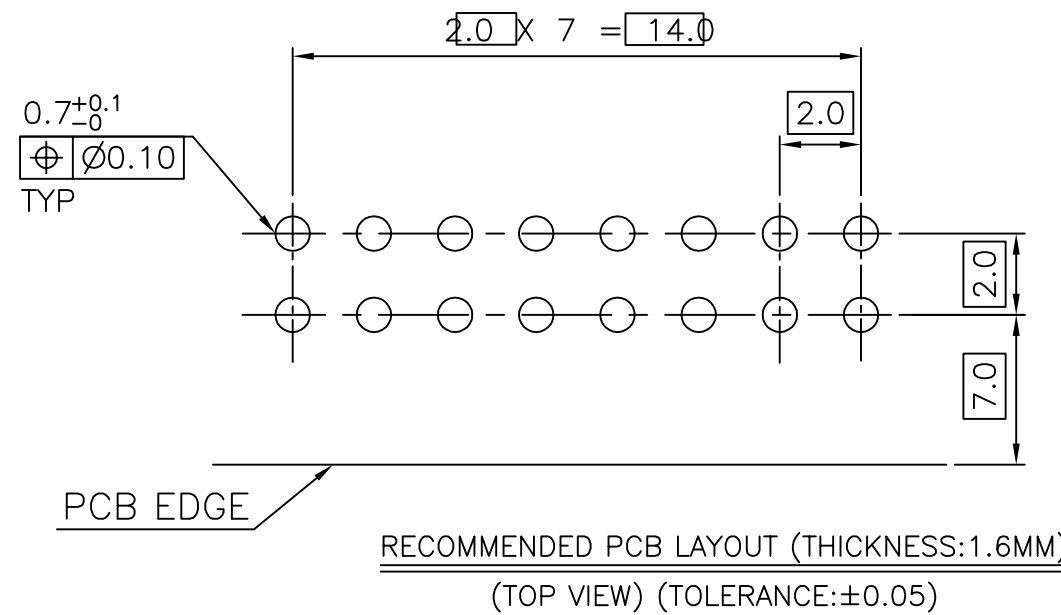 2.0 X 7 = 14.0
0.7+0.1
-0
⌖ Ø0.10
TYP
2.0
2.0
7.0
PCB EDGE
RECOMMENDED PCB LAYOUT (THICKNESS:1.6MM)
(TOP VIEW) (TOLERANCE:±0.05)